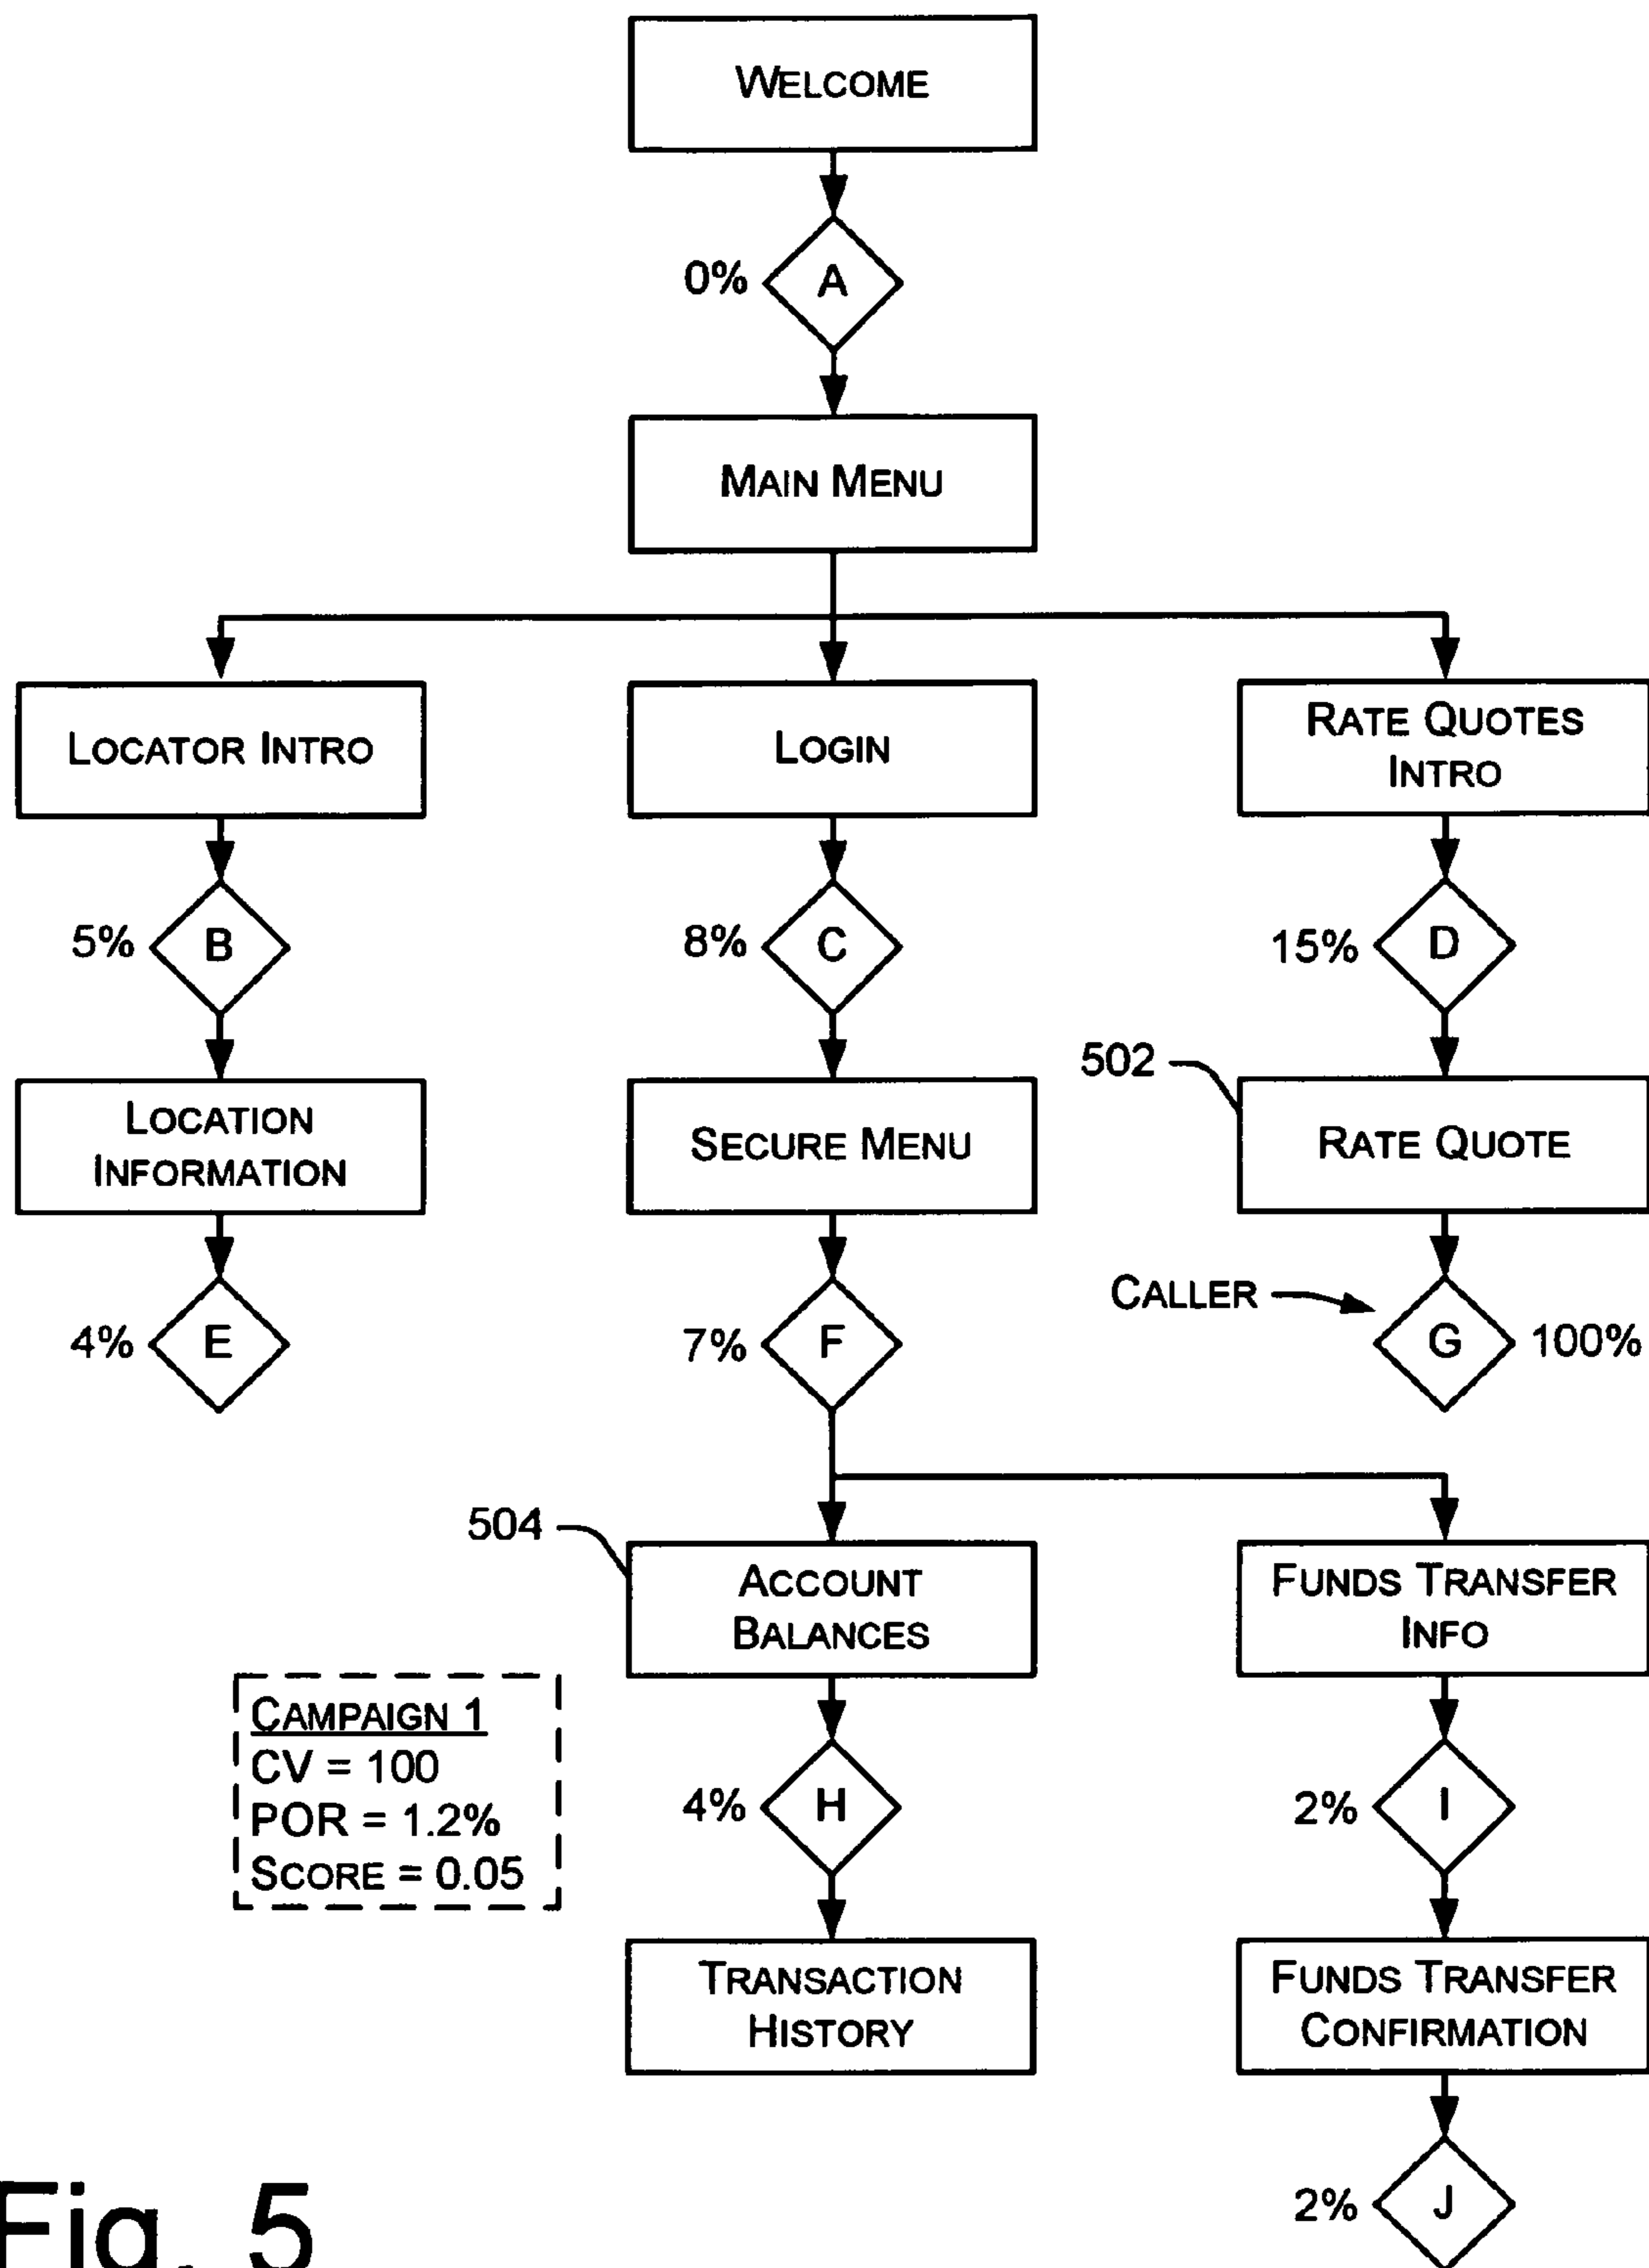 WELCOME
0% A
MAIN MENU
LOCATOR INTRO
LOGIN
RATE QUOTES
INTRO
5% B
8% C
15% D
502
LOCATION
INFORMATION
SECURE MENU
RATE QUOTE
CALLER
4% E
7% F
G 100%
504
ACCOUNT
BALANCES
FUNDS TRANSFER
INFO
CAMPAIGN 1
CV = 100
POR = 1.2%
SCORE = 0.05
4% H
2% I
TRANSACTION
HISTORY
FUNDS TRANSFER
CONFIRMATION
2% J
Fig. 5